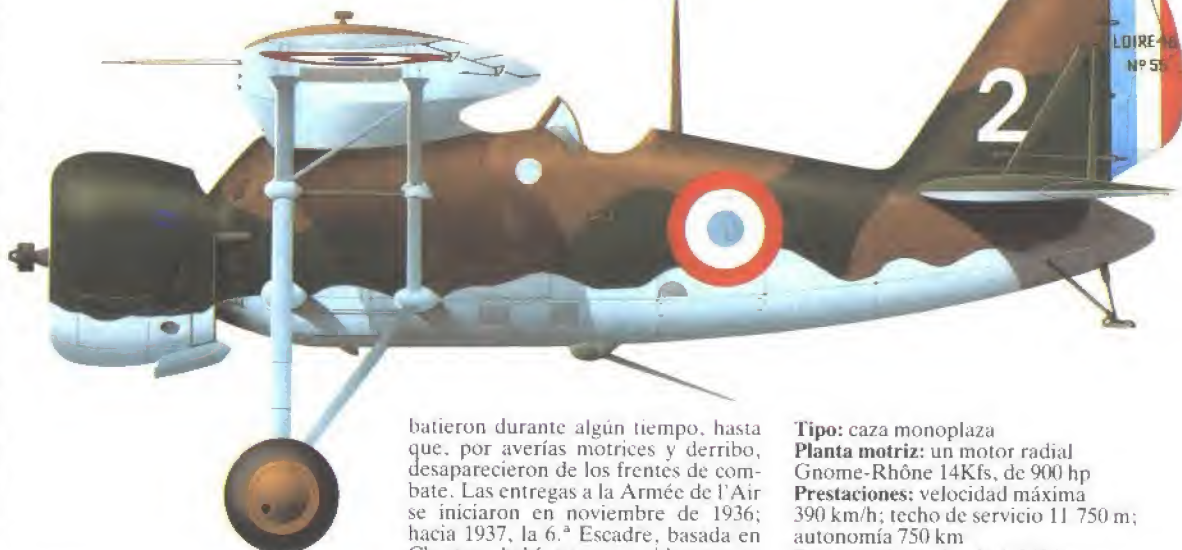 LOIRE 46
Nº 55
2
batieron durante algún tiempo, hasta
que, por averías motrices y derribo,
desaparecieron de los frentes de com-
bate. Las entregas a la Armée de l'Air
se iniciaron en noviembre de 1936;
hacia 1937, la 6.ª Escadre, basada en
Tipo: caza monoplaza
Planta motriz: un motor radial
Gnome-Rhône 14Kfs, de 900 hp
Prestaciones: velocidad máxima
390 km/h; techo de servicio 11 750 m;
autonomía 750 km